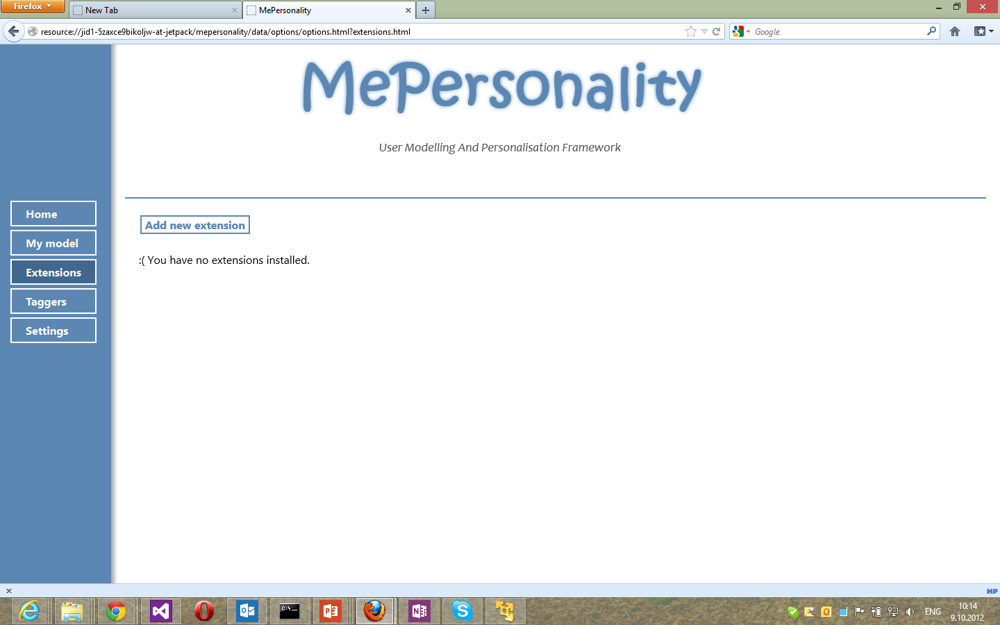 Firefox
New Tab
MePersonality
resource://jid1-5zaxce9bikoljw-at-jetpack/mepersonality/data/options/options.html?extensions.html
Google
MePersonality
User Modelling And Personalisation Framework
Home
My model
Extensions
Taggers
Settings
Add new extension
:( You have no extensions installed.
MP
ENG
10:14
9.10.2012